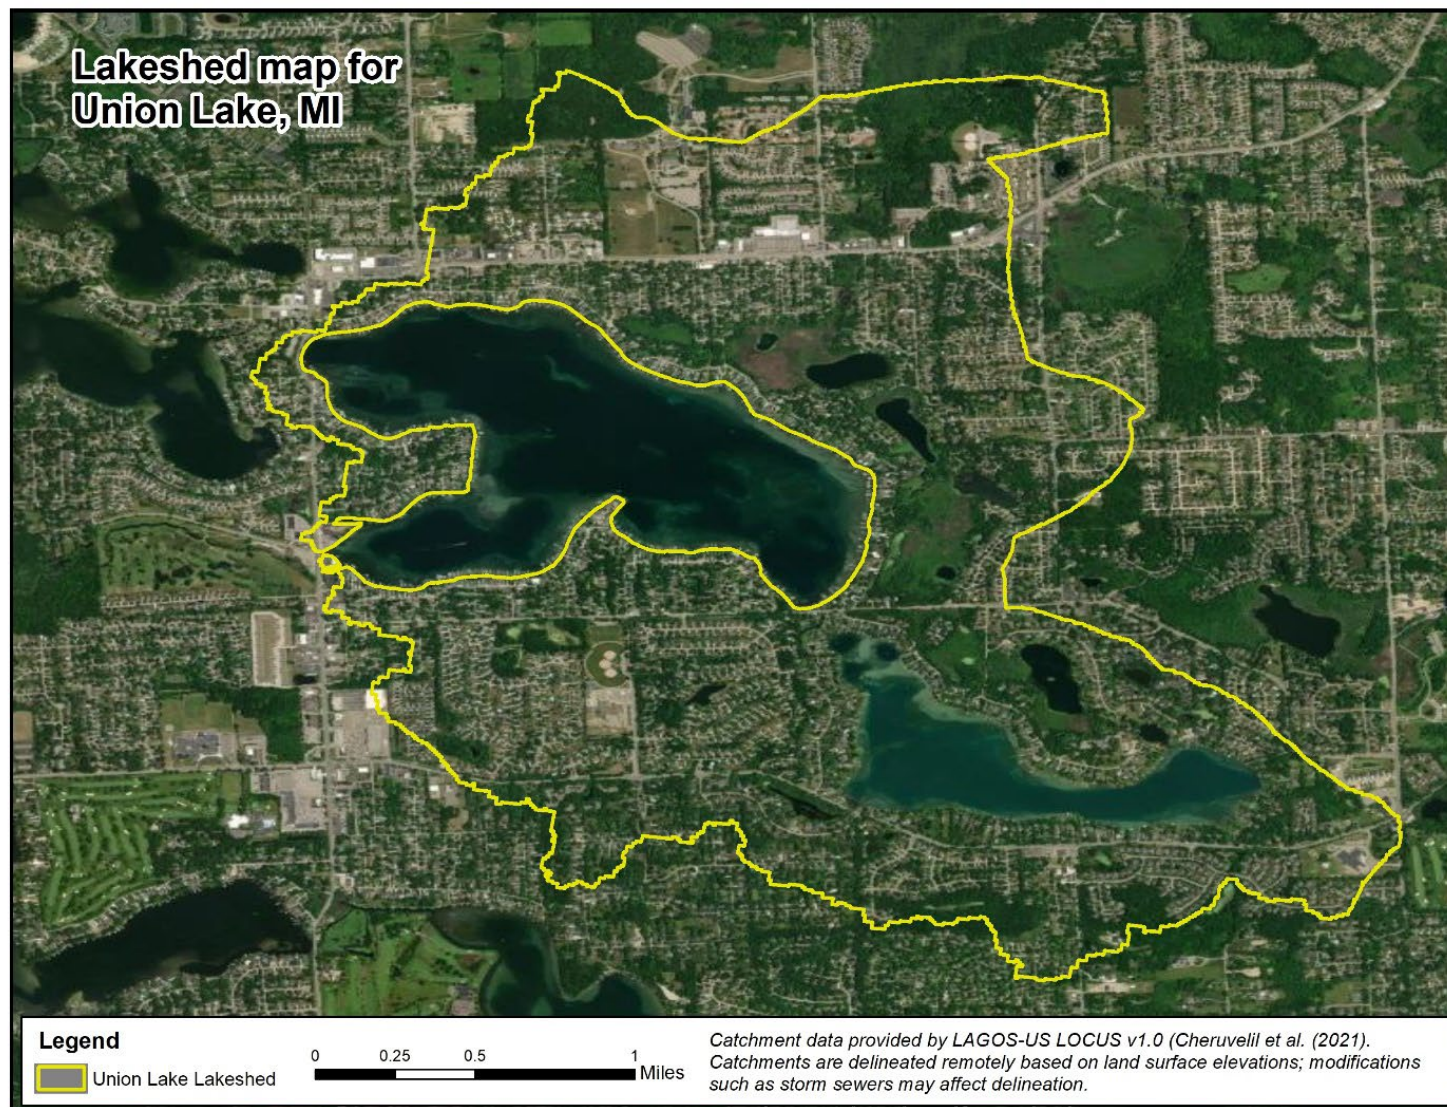 Lakeshed map for
Union Lake, MI
Legend
Union Lake Lakeshed
0 0.25 0.5 1
Miles
Catchment data provided by LAGOS-US LOCUS v1.0 (Cheruvelil et al. (2021).
Catchments are delineated remotely based on land surface elevations; modifications
such as storm sewers may affect delineation.